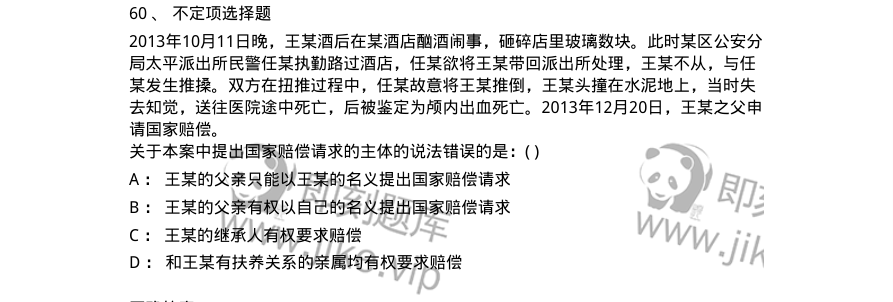 60 、 不定项选择题
2013年10月11日晚，王某酒后在某酒店酗酒闹事，砸碎店里玻璃数块。此时某区公安分
局太平派出所民警任某执勤路过酒店，任某欲将王某带回派出所处理，王某不从，与任
某发生推搡。双方在扭推过程中，任某故意将王某推倒，王某头撞在水泥地上，当时失
去知觉，送往医院途中死亡，后被鉴定为颅内出血死亡。2013年12月20日，王某之父申
请国家赔偿。
关于本案中提出国家赔偿请求的主体的说法错误的是：( )
A ： 王某的父亲只能以王某的名义提出国家赔偿请求
B ： 王某的父亲有权以自己的名义提出国家赔偿请求
C ： 王某的继承人有权要求赔偿
D ： 和王某有扶养关系的亲属均有权要求赔偿
即刻题库
www.jike.vip
即刻
www.jik